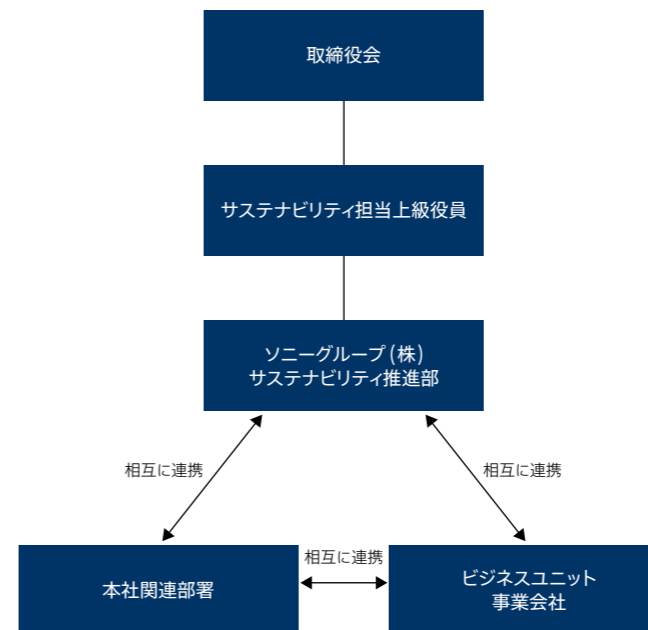 取締役会
サステナビリティ担当上級役員
ソニーグループ(株)
サステナビリティ推進部
相互に連携
相互に連携
相互に連携
本社関連部署
ビジネスユニット
事業会社